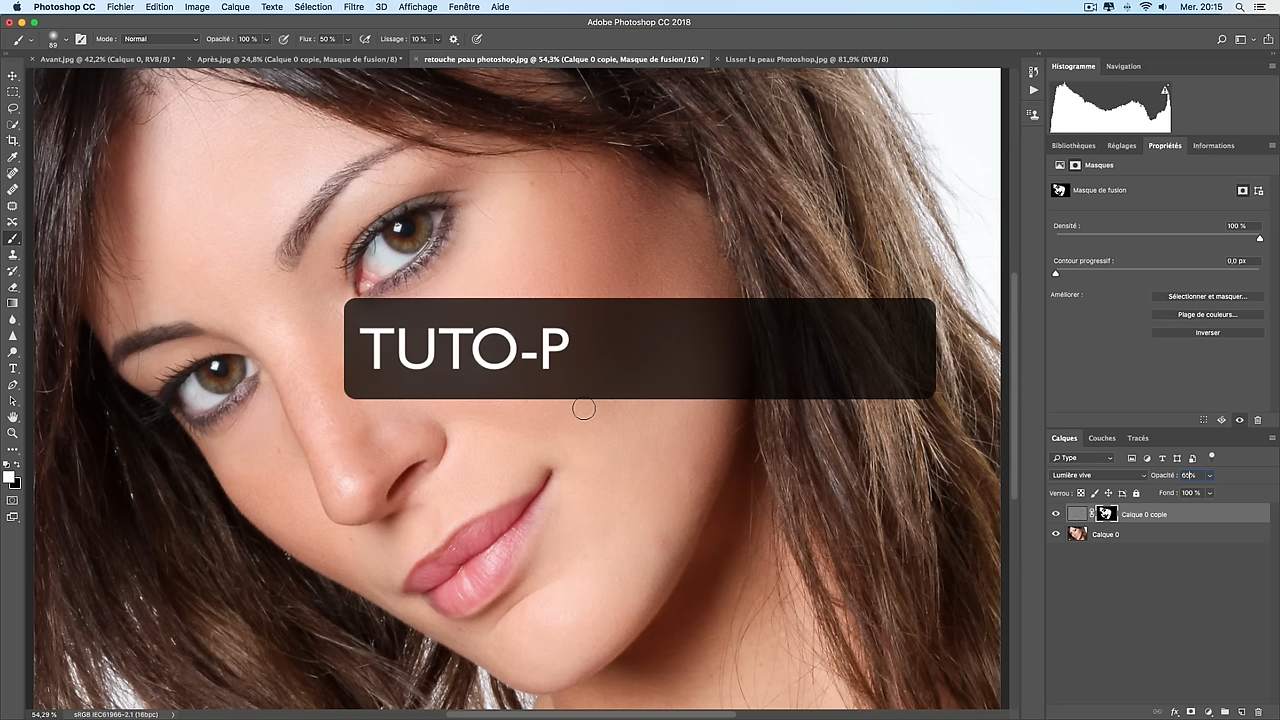 Photoshop CC Fichier Edition Image Calque Texte Sélection Filtre 3D Affichage Fenêtre Aide Mer. 20:15
Adobe Photoshop CC 2018
89 Mode : Normal Opacité : 100 % Flux : 50 % Lissage : 10 %
× Avant.jpg @ 42,2% (Calque 0, RVB/8) * × Après.jpg @ 24,8% (Calque 0 copie, Masque de fusion/8) * × retouche peau photoshop.jpg @ 54,3% (Calque 0 copie, Masque de fusion/16) * × Lisser la peau Photoshop.jpg @ 81,9% (RVB/8)
Histogramme Navigation
Bibliothèques Réglages Propriétés Informations
Masques
Masque de fusion
Densité : 100 %
Contour progressif : 0,0 px
Améliorer : Sélectionner et masquer...
Plage de couleurs...
Inverser
TUTO-P
Calques Couches Tracés
Type
Lumière vive Opacité : 65%
Verrou : Fond : 100 %
Calque 0 copie
Calque 0
54,29 % sRGB IEC61966-2.1 (16bpc)